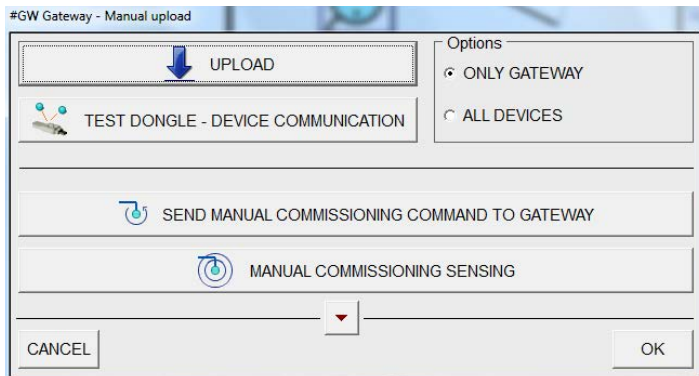 #GW Gateway - Manual upload
UPLOAD
Options
ONLY GATEWAY
TEST DONGLE - DEVICE COMMUNICATION
ALL DEVICES
SEND MANUAL COMMISSIONING COMMAND TO GATEWAY
MANUAL COMMISSIONING SENSING
CANCEL
OK